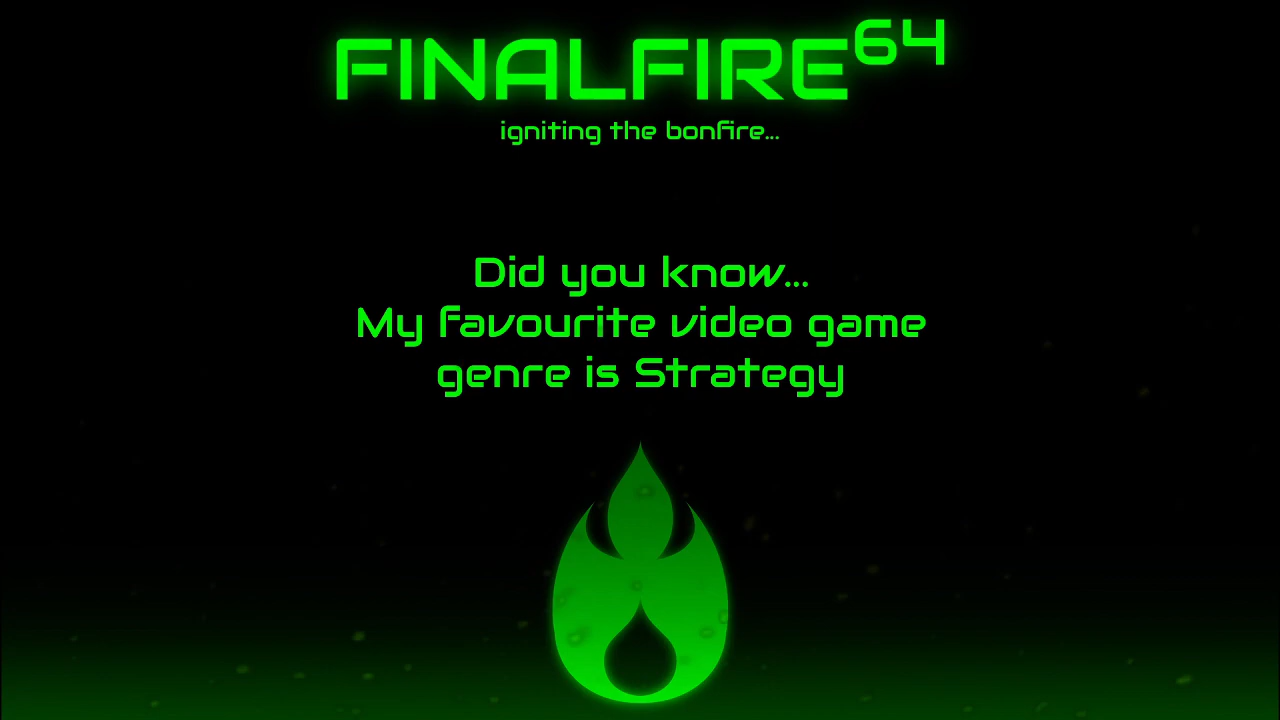 FINALFIRE⁶⁴
igniting the bonfire...
Did you know...
My favourite video game
genre is Strategy